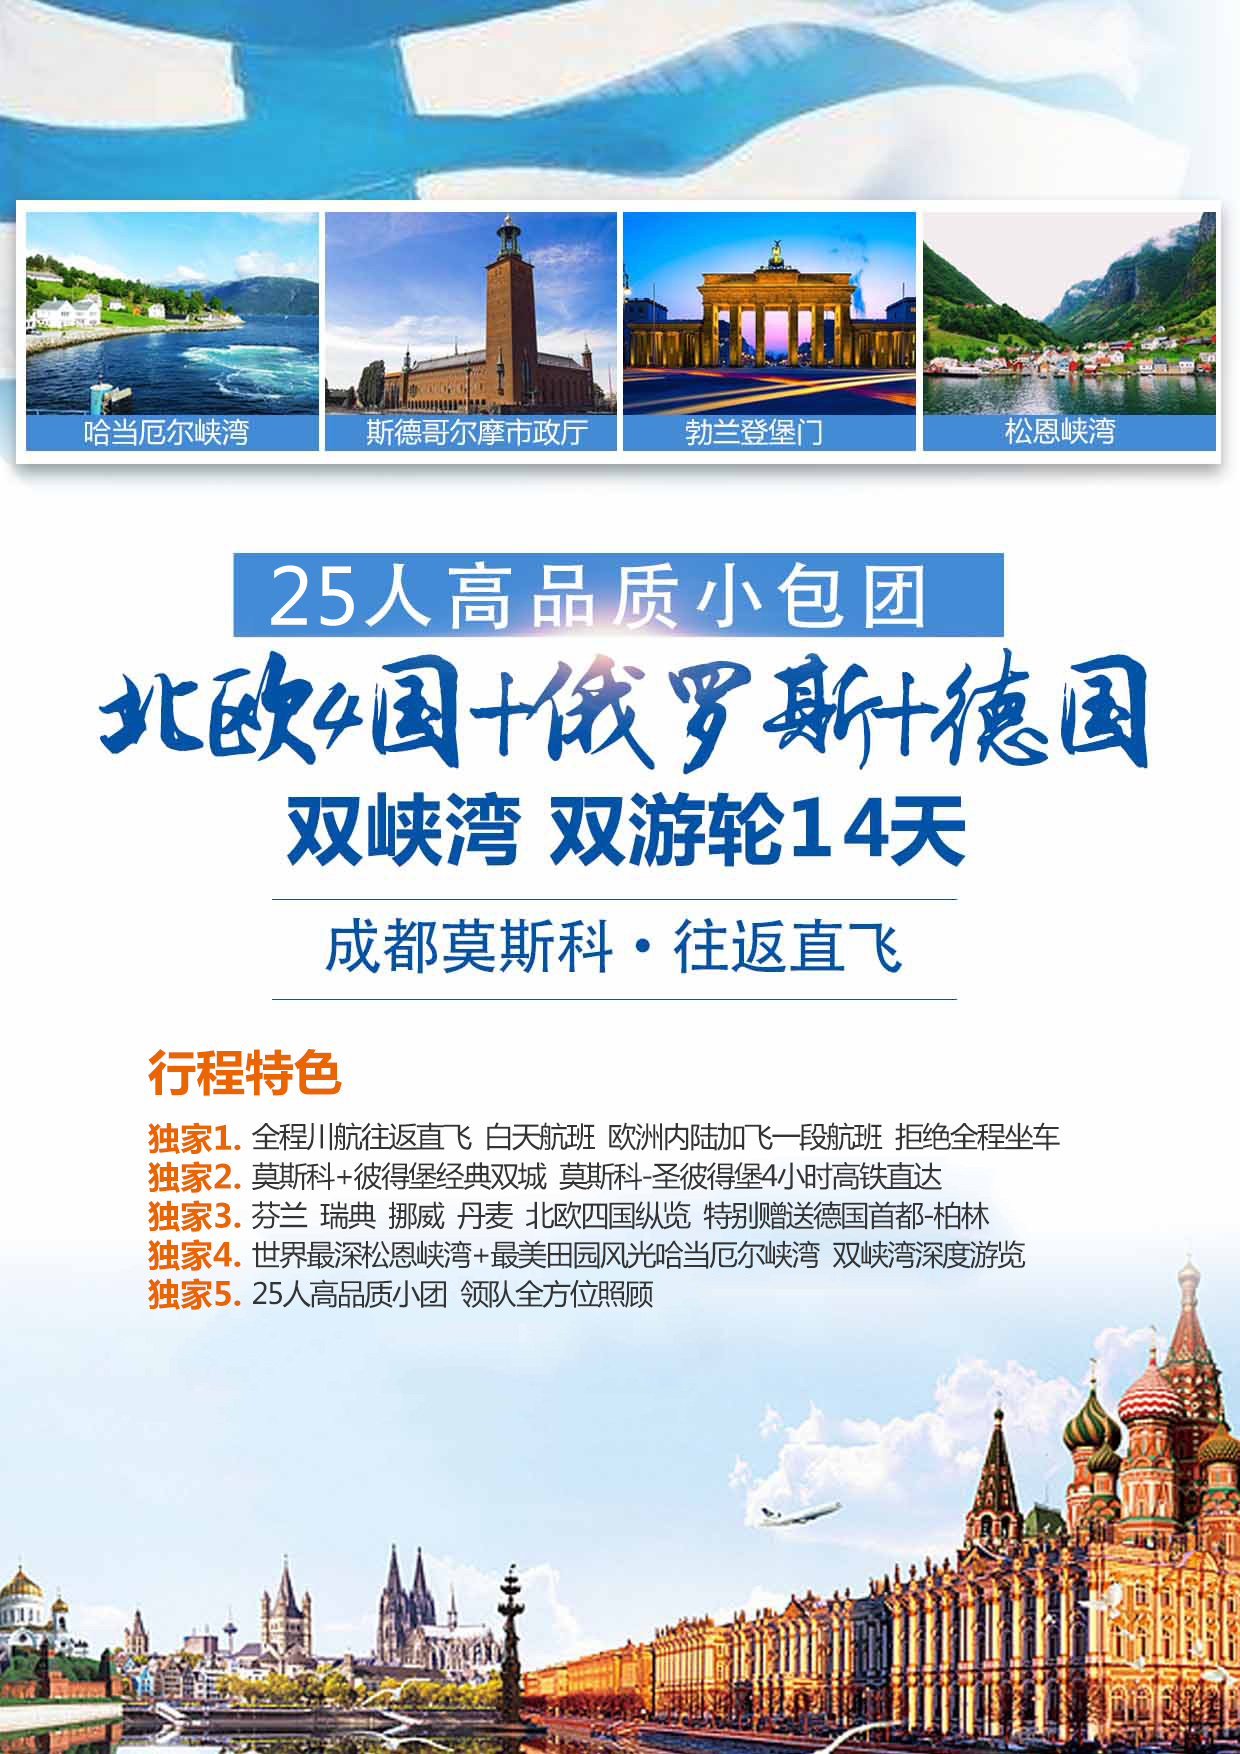 哈当厄尔峡湾
斯德哥尔摩市政厅
勃兰登堡门
松恩峡湾
25人高品质小包团
北欧4国+俄罗斯+德国
双峡湾 双游轮14天
成都莫斯科·往返直飞
行程特色
独家1. 全程川航往返直飞 白天航班 欧洲内陆加飞一段航班 拒绝全程坐车
独家2. 莫斯科+彼得堡经典双城 莫斯科-圣彼得堡4小时高铁直达
独家3. 芬兰 瑞典 挪威 丹麦 北欧四国纵览 特别赠送德国首都-柏林
独家4. 世界最深松恩峡湾+最美田园风光哈当厄尔峡湾 双峡湾深度游览
独家5. 25人高品质小团 领队全方位照顾